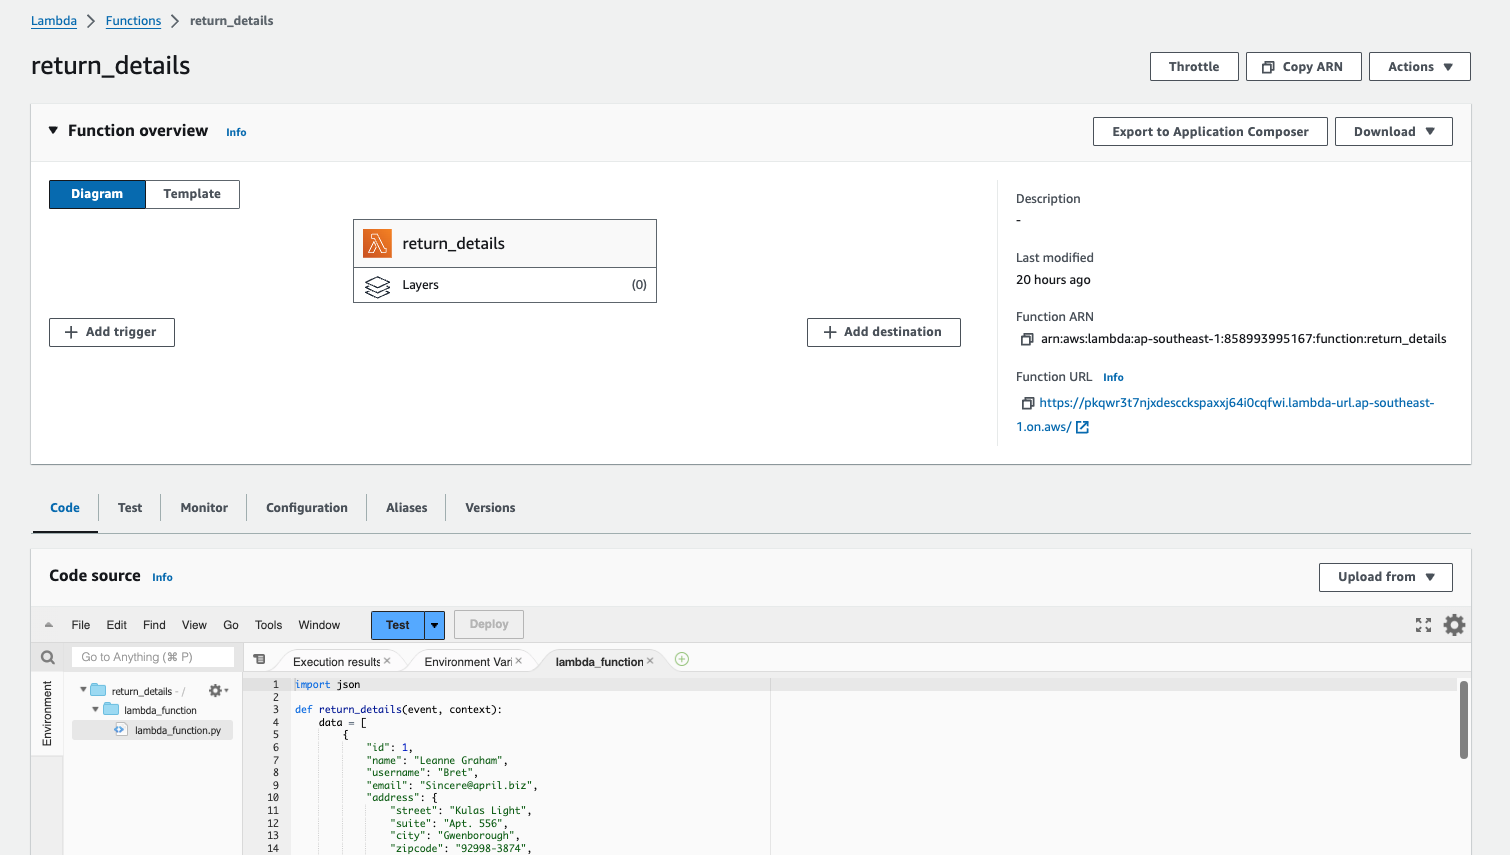 Lambda > Functions > return_details
return_details
Throttle
Copy ARN
Actions
Function overview Info
Export to Application Composer
Download
Diagram
Template
return_details
Layers
(0)
+ Add trigger
+ Add destination
Description
-
Last modified
20 hours ago
Function ARN
arn:aws:lambda:ap-southeast-1:858993995167:function:return_details
Function URL Info
https://pkqwr3t7njxdescckspaxxj64i0cqfwi.lambda-url.ap-southeast-
1.on.aws/
Code
Test
Monitor
Configuration
Aliases
Versions
Code source Info
Upload from
File Edit Find View Go Tools Window
Test
Deploy
Go to Anything (⌘ P)
Execution results ×
Environment Vari ×
lambda_function ×
Environment
return_details - /
lambda_function
lambda_function.py
1 import json
2
3 def return_details(event, context):
4 data = [
5 {
6 "id": 1,
7 "name": "Leanne Graham",
8 "username": "Bret",
9 "email": "Sincere@april.biz",
10 "address": {
11 "street": "Kulas Light",
12 "suite": "Apt. 556",
13 "city": "Gwenborough",
14 "zipcode": "92998-3874",